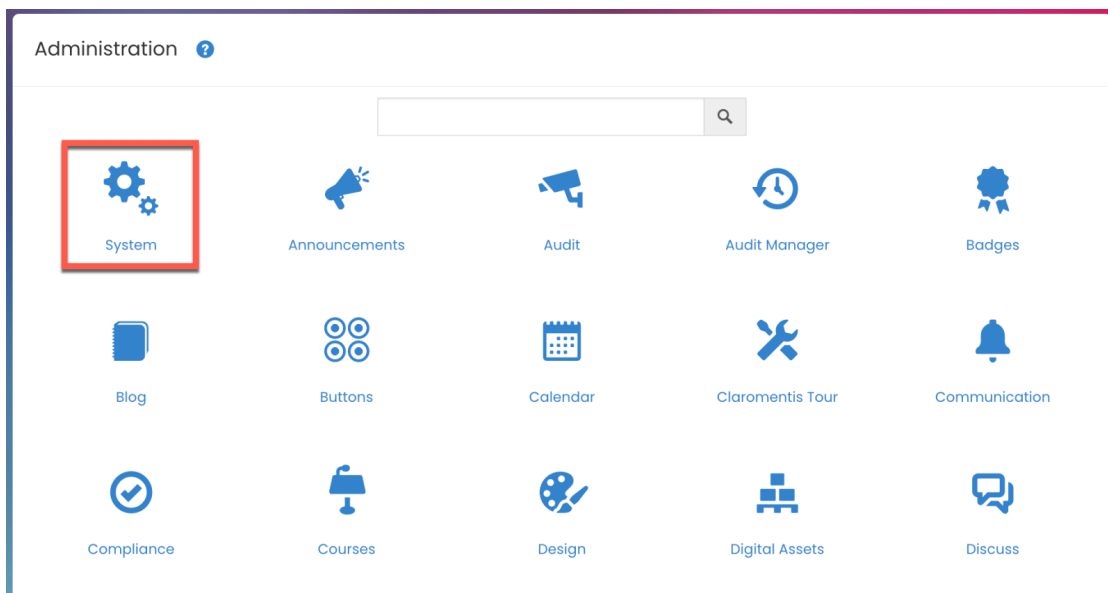 Administration ?
System
Announcements
Audit
Audit Manager
Badges
Blog
Buttons
Calendar
Claromentis Tour
Communication
Compliance
Courses
Design
Digital Assets
Discuss